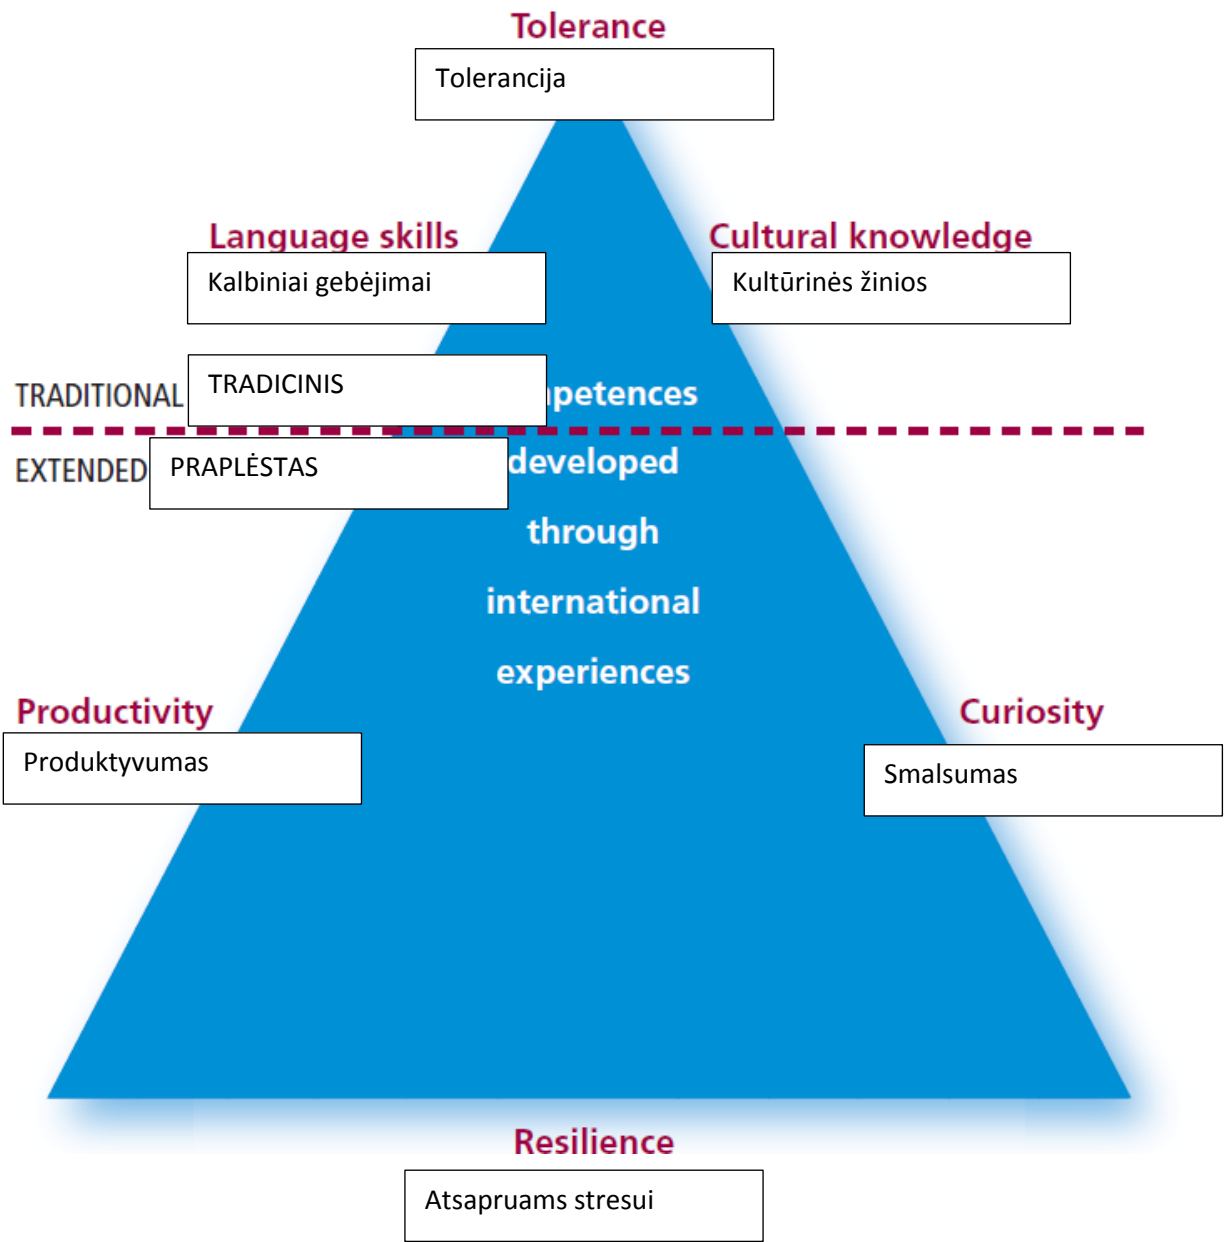 Tolerance
Tolerancija
Language skills
Cultural knowledge
Kalbiniai gebėjimai
Kultūrinės žinios
TRADITIONAL
TRADICINIS
mpetences
EXTENDED
PRAPLĖSTAS
developed
through
international
experiences
Productivity
Curiosity
Produktyvumas
Smalsumas
Resilience
Atsapruams stresui